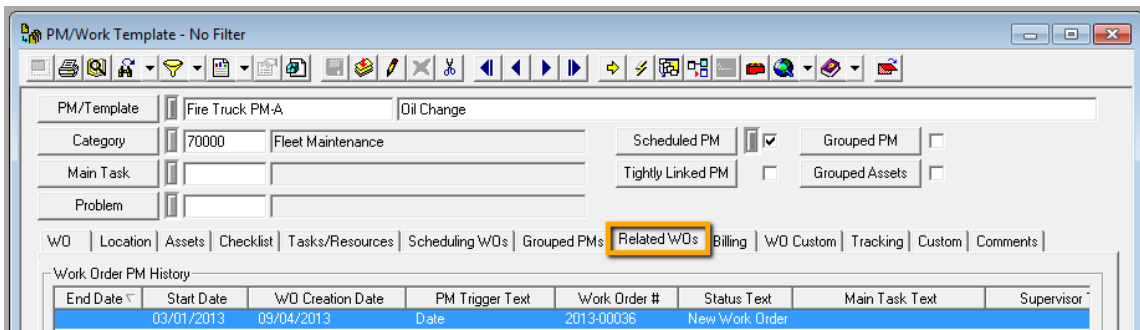 PM/Work Template - No Filter
PM/Template Fire Truck PM-A Oil Change
Category 70000 Fleet Maintenance Scheduled PM Grouped PM
Main Task Tightly Linked PM Grouped Assets
Problem
WO Location Assets Checklist Tasks/Resources Scheduling WOs Grouped PMs Related WOs Billing WO Custom Tracking Custom Comments
Work Order PM History
End Date Start Date WO Creation Date PM Trigger Text Work Order # Status Text Main Task Text Supervisor
03/01/2013 09/04/2013 Date 2013-00036 New Work Order